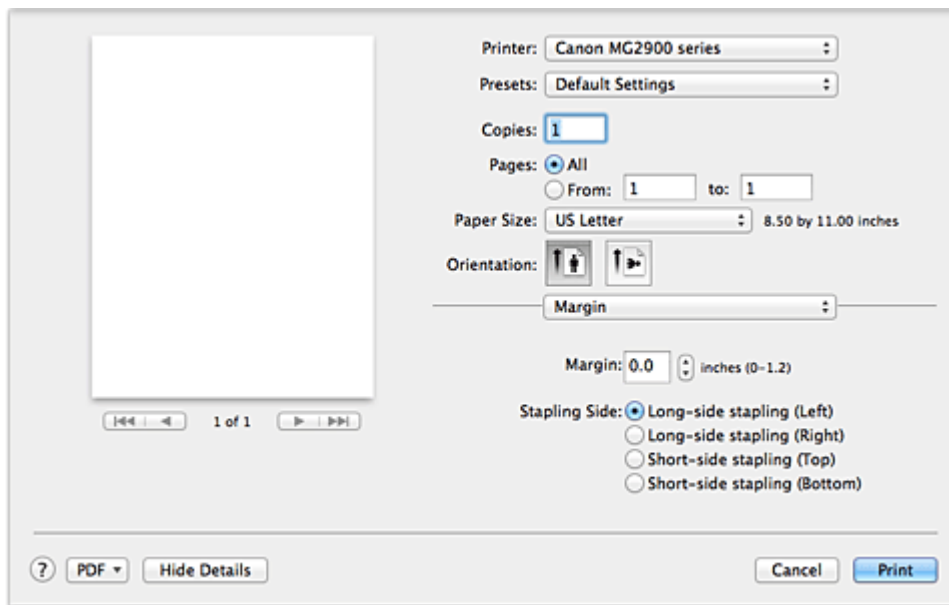 Printer: Canon MG2900 series
Presets: Default Settings
Copies: 1
Pages: All
From: 1 to: 1
Paper Size: US Letter 8.50 by 11.00 inches
Orientation:
Margin
Margin: 0.0 inches (0-1.2)
1 of 1
Stapling Side: Long-side stapling (Left)
Long-side stapling (Right)
Short-side stapling (Top)
Short-side stapling (Bottom)
? PDF Hide Details Cancel Print